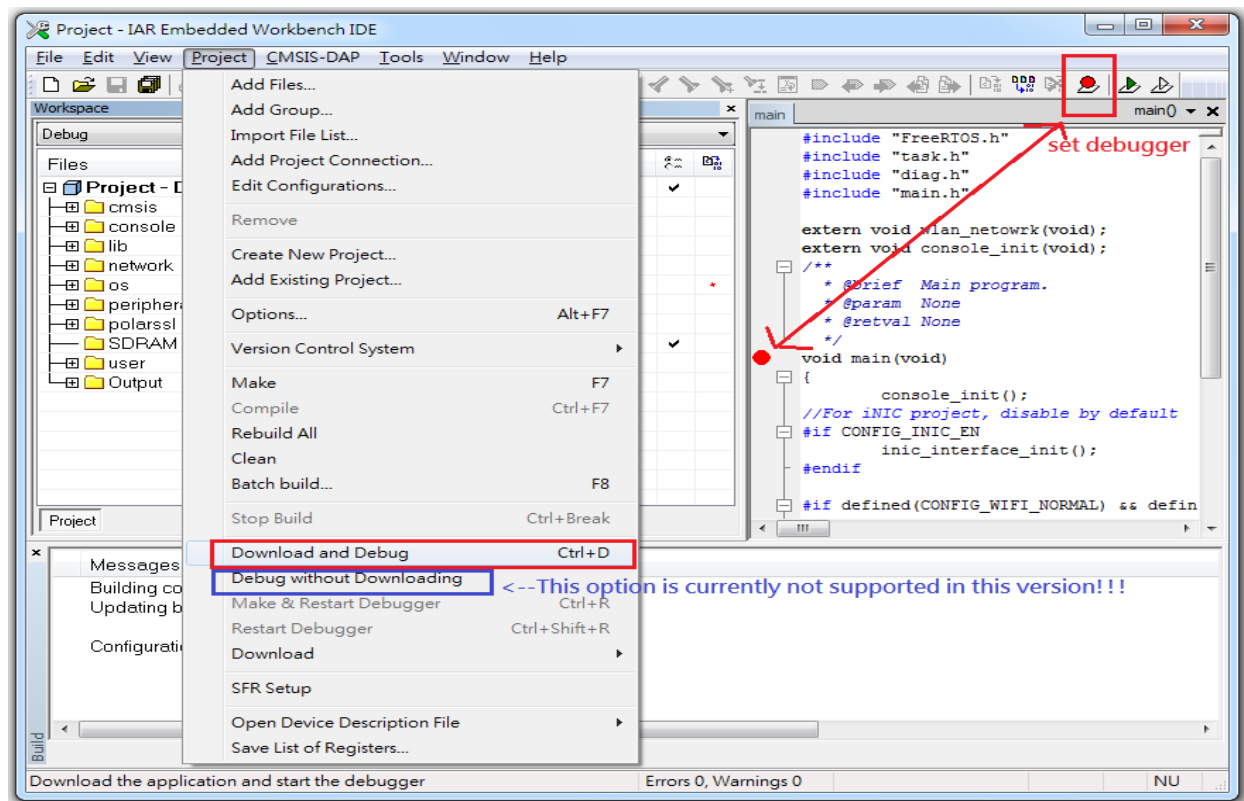 Project - IAR Embedded Workbench IDE
File Edit View Project CMSIS-DAP Tools Window Help
Workspace
Debug
Files
Project - D
cmsis
console
lib
network
os
periphera
polarssl
SDRAM
user
Output
Project
Add Files...
Add Group...
Import File List...
Add Project Connection...
Edit Configurations...
Remove
Create New Project...
Add Existing Project...
Options... Alt+F7
Version Control System
Make F7
Compile Ctrl+F7
Rebuild All
Clean
Batch build... F8
Stop Build Ctrl+Break
Download and Debug Ctrl+D
Debug without Downloading
<--This option is currently not supported in this version!!!
Make & Restart Debugger Ctrl+R
Restart Debugger Ctrl+Shift+R
Download
SFR Setup
Open Device Description File
Save List of Registers...
main
main()
set debugger
#include "FreeRTOS.h"
#include "task.h"
#include "diag.h"
#include "main.h"
extern void wlan_netowrk(void);
extern void console_init(void);
/**
* @brief Main program.
* @param None
* @retval None
*/
void main(void)
{
console_init();
//For iNIC project, disable by default
#if CONFIG_INIC_EN
inic_interface_init();
#endif
#if defined(CONFIG_WIFI_NORMAL) && defin
Messages
Building co
Updating b
Configurati
Build
Download the application and start the debugger
Errors 0, Warnings 0
NU